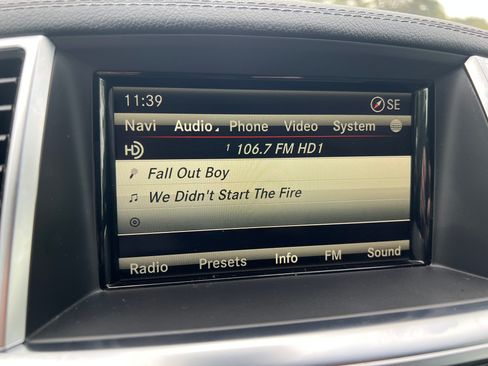 11:39 SE
Navi Audio Phone Video System
HD 1 106.7 FM HD1
Fall Out Boy
We Didn't Start The Fire
Radio Presets Info FM Sound